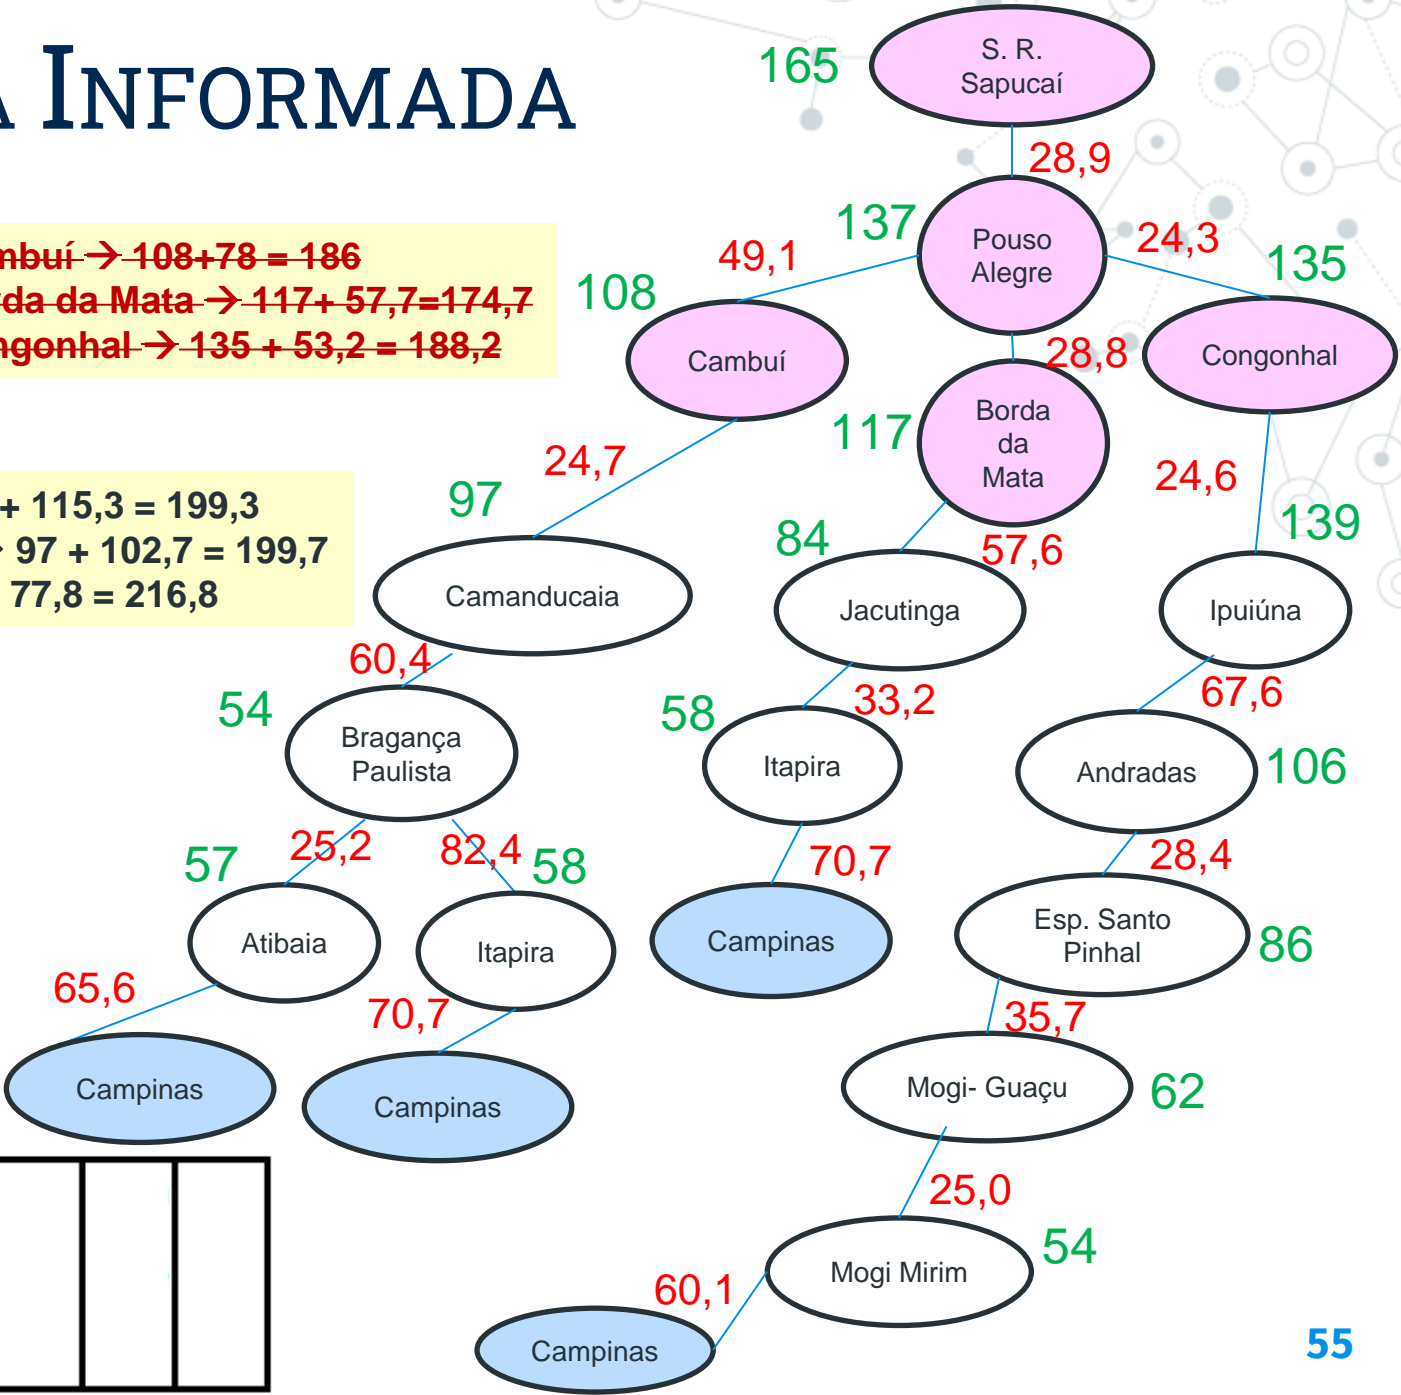 A INFORMADA
mbuí → 108+78 = 186
rda da Mata → 117+ 57,7=174,7
ngonhal → 135 + 53,2 = 188,2
+ 115,3 = 199,3
97 + 102,7 = 199,7
77,8 = 216,8
165
S. R.
Sapucaí
28,9
137
Pouso
Alegre
49,1
24,3
108
135
Cambuí
28,8
Congonhal
117
Borda
da
Mata
24,7
24,6
97
84
57,6
139
Camanducaia
Jacutinga
Ipuiúna
60,4
33,2
67,6
54
Bragança
Paulista
58
Itapira
Andradas
106
57
25,2
82,4
58
70,7
28,4
Atibaia
Itapira
Campinas
Esp. Santo
Pinhal
86
65,6
70,7
35,7
Campinas
Campinas
Mogi- Guaçu
62
25,0
Mogi Mirim
54
60,1
Campinas
55